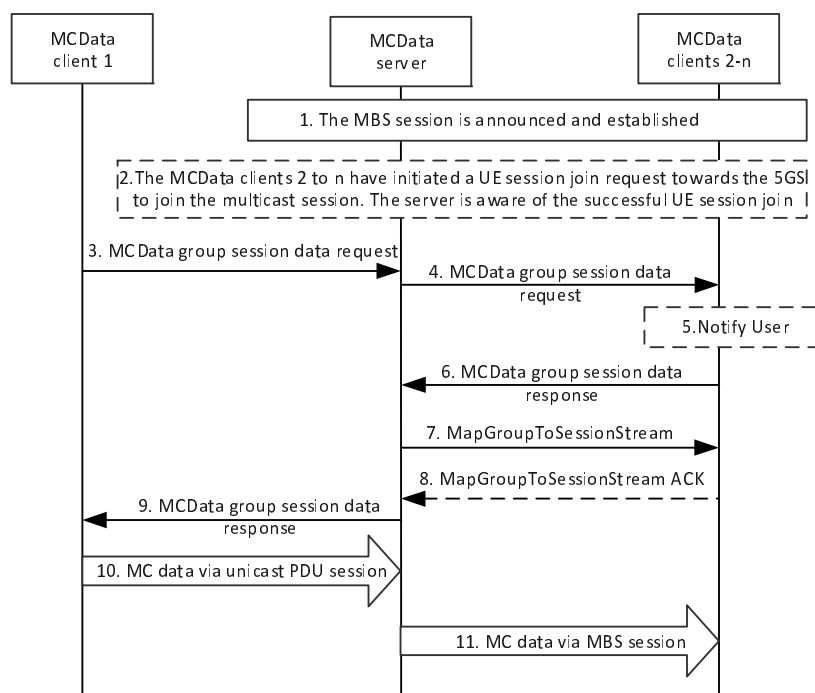 MCData
client 1
MCData
server
MCData
clients 2-n
1. The MBS session is announced and established
2.The MCData clients 2 to n have initiated a UE session join request towards the 5GS
to join the multicast session. The server is aware of the successful UE session join
3. MCData group session data request
4. MCData group session data
request
5.Notify User
6. MCData group session data
response
7. MapGroupToSessionStream
8. MapGroupToSessionStream ACK
9. MCData group session data
response
10. MC data via unicast PDU session
11. MC data via MBS session